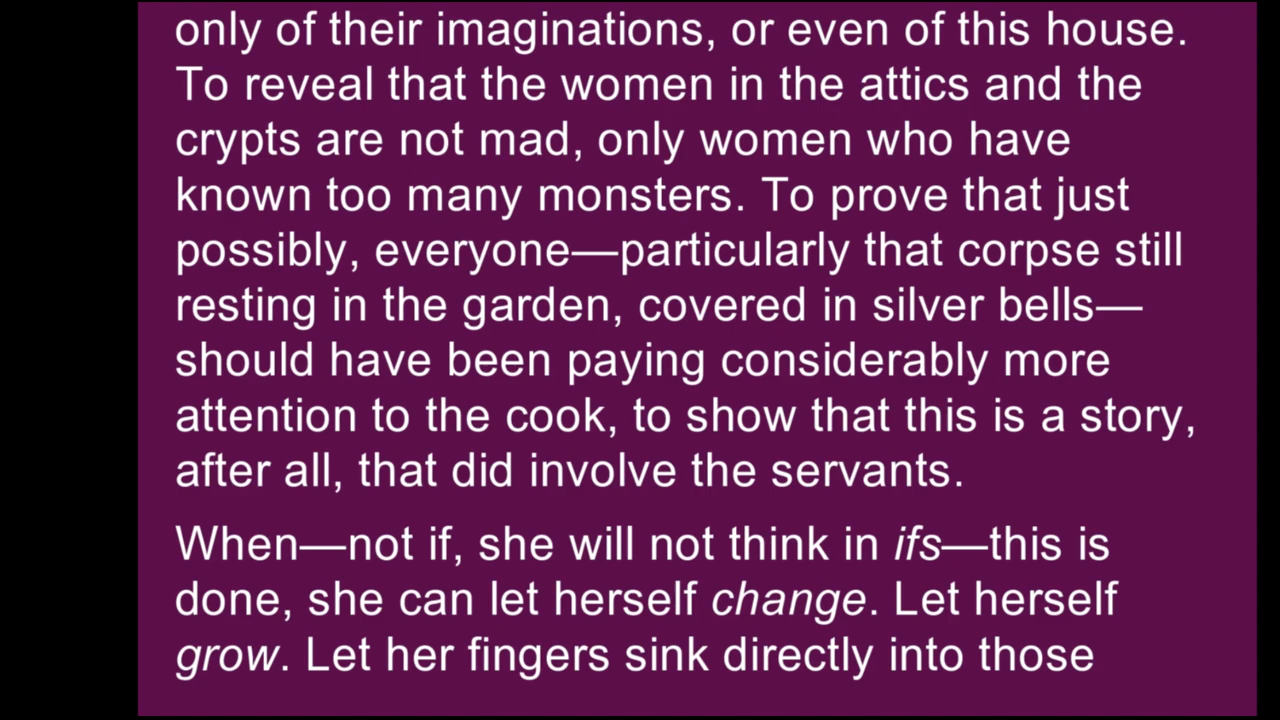 only of their imaginations, or even of this house.
To reveal that the women in the attics and the
crypts are not mad, only women who have
known too many monsters. To prove that just
possibly, everyone—particularly that corpse still
resting in the garden, covered in silver bells—
should have been paying considerably more
attention to the cook, to show that this is a story,
after all, that did involve the servants.
When—not if, she will not think in ifs—this is
done, she can let herself change. Let herself
grow. Let her fingers sink directly into those